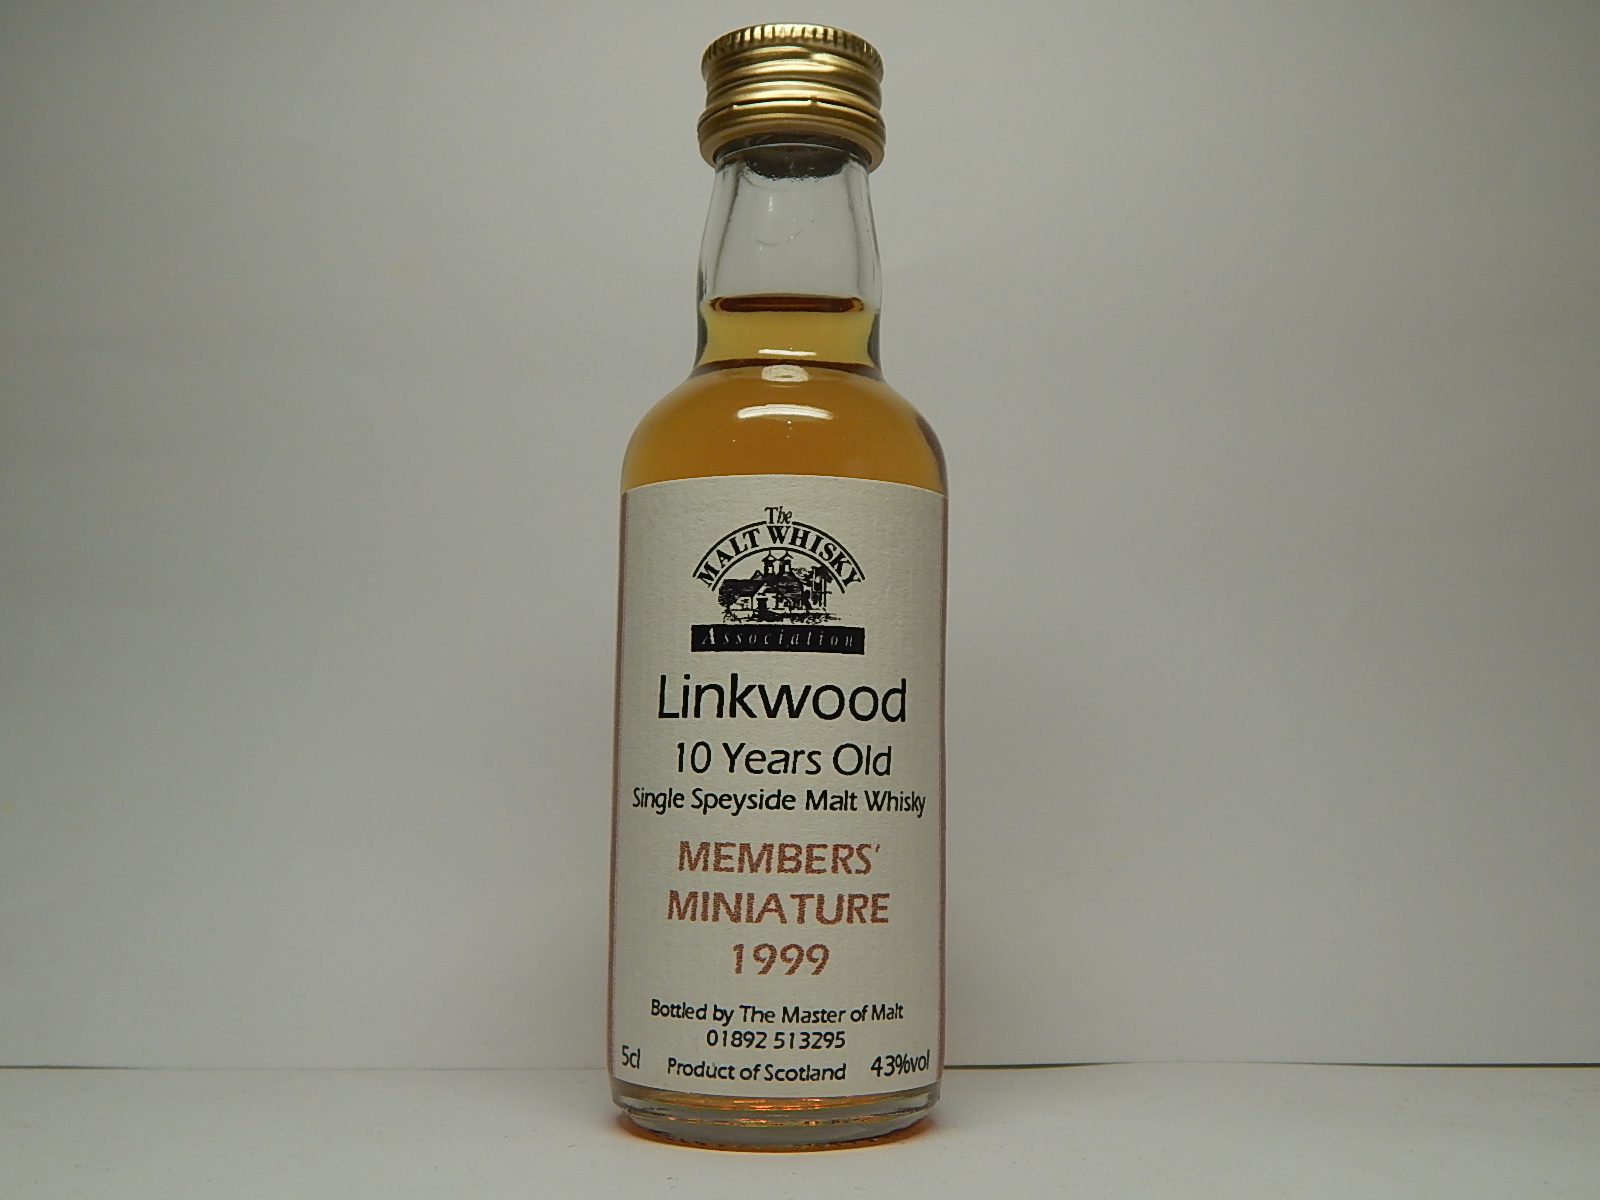 The
MALT WHISKY
Association
Linkwood
10 Years Old
Single Speyside Malt Whisky
MEMBERS'
MINIATURE
1999
Bottled by The Master of Malt
01892 513295
5cl Product of Scotland 43%vol